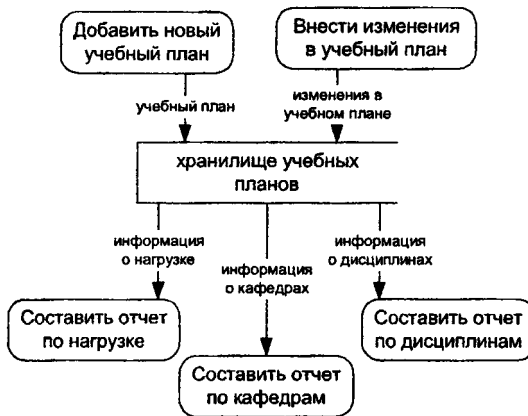 Добавить новый
учебный план
Внести изменения
в учебный план
учебный план
изменения в
учебном плане
хранилище учебных
планов
информация
о нагрузке
информация
о кафедрах
информация
о дисциплинах
Составить отчет
по нагрузке
Составить отчет
по кафедрам
Составить отчет
по дисциплинам